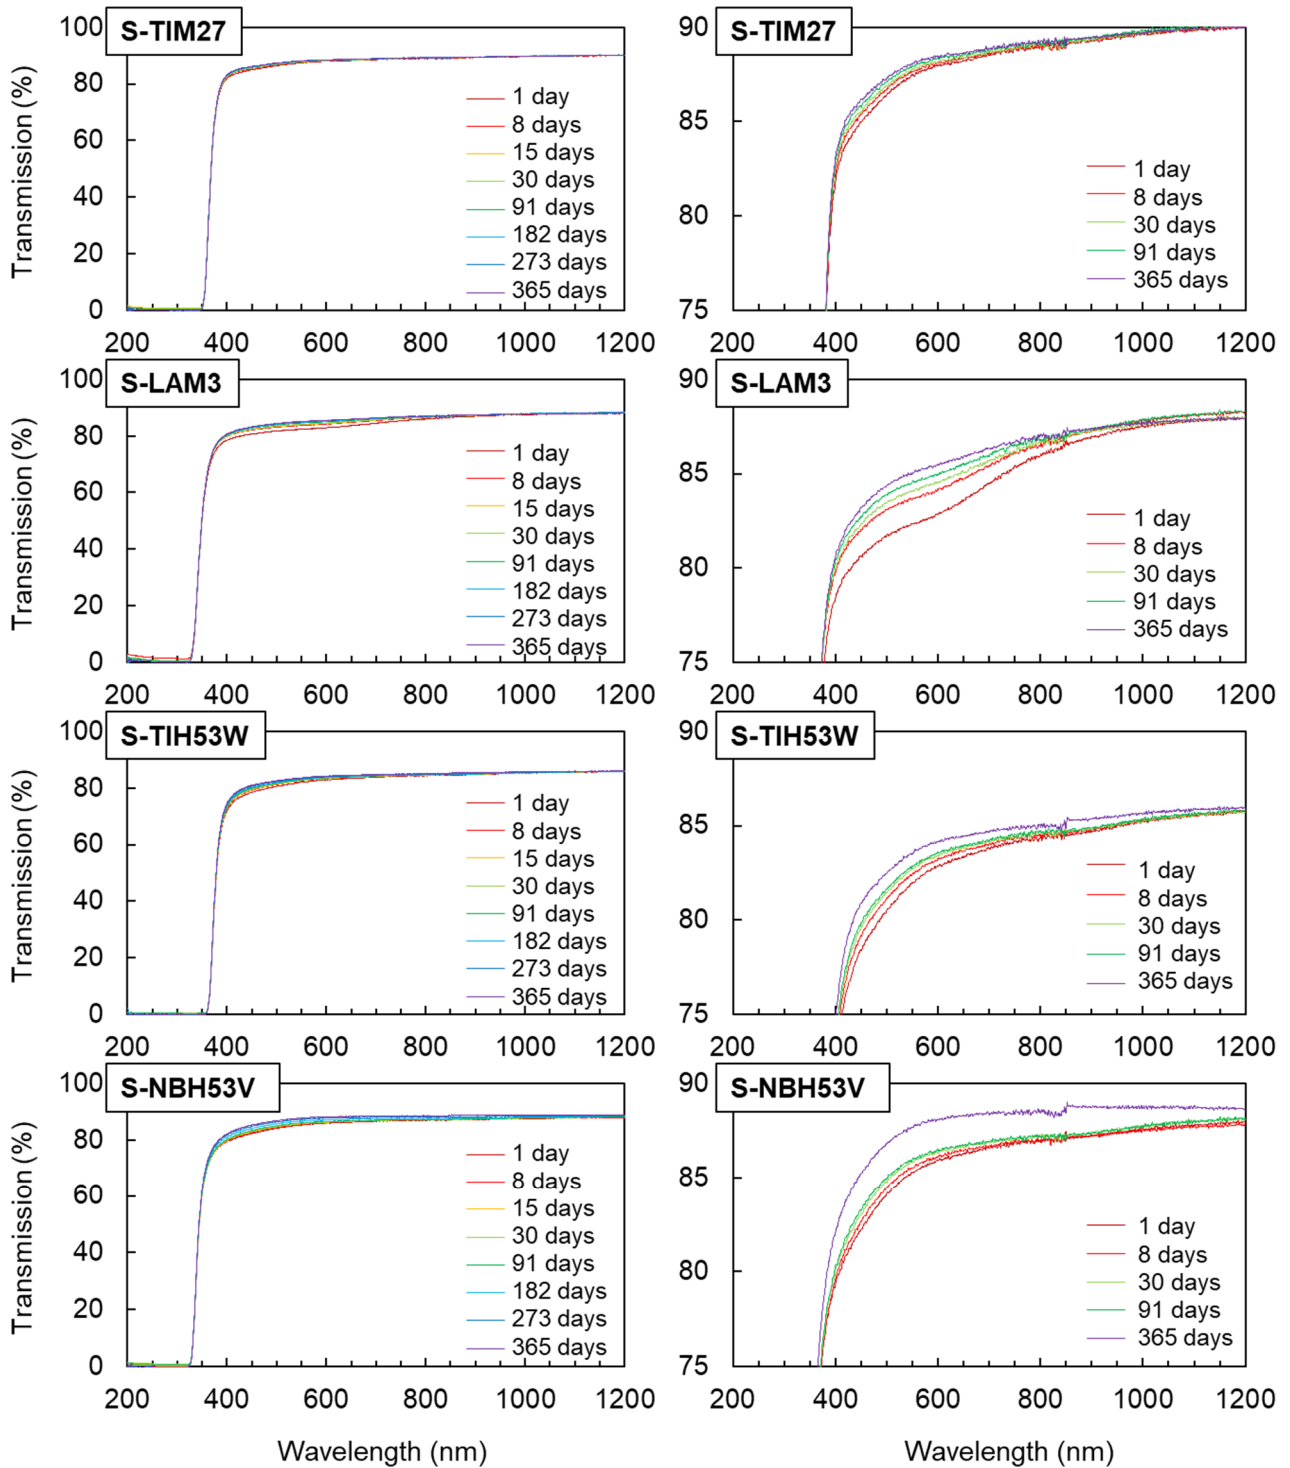 S-TIM27
Transmission (%)
100
80
60
40
20
0
1 day
8 days
15 days
30 days
91 days
182 days
273 days
365 days
200 400 600 800 1000 1200
S-TIM27
90
85
80
75
1 day
8 days
30 days
91 days
365 days
200 400 600 800 1000 1200
S-LAM3
Transmission (%)
100
80
60
40
20
0
1 day
8 days
15 days
30 days
91 days
182 days
273 days
365 days
200 400 600 800 1000 1200
S-LAM3
90
85
80
75
1 day
8 days
30 days
91 days
365 days
200 400 600 800 1000 1200
S-TIH53W
Transmission (%)
100
80
60
40
20
0
1 day
8 days
15 days
30 days
91 days
182 days
273 days
365 days
200 400 600 800 1000 1200
S-TIH53W
90
85
80
75
1 day
8 days
30 days
91 days
365 days
200 400 600 800 1000 1200
S-NBH53V
Transmission (%)
100
80
60
40
20
0
1 day
8 days
15 days
30 days
91 days
182 days
273 days
365 days
200 400 600 800 1000 1200
Wavelength (nm)
S-NBH53V
90
85
80
75
1 day
8 days
30 days
91 days
365 days
200 400 600 800 1000 1200
Wavelength (nm)